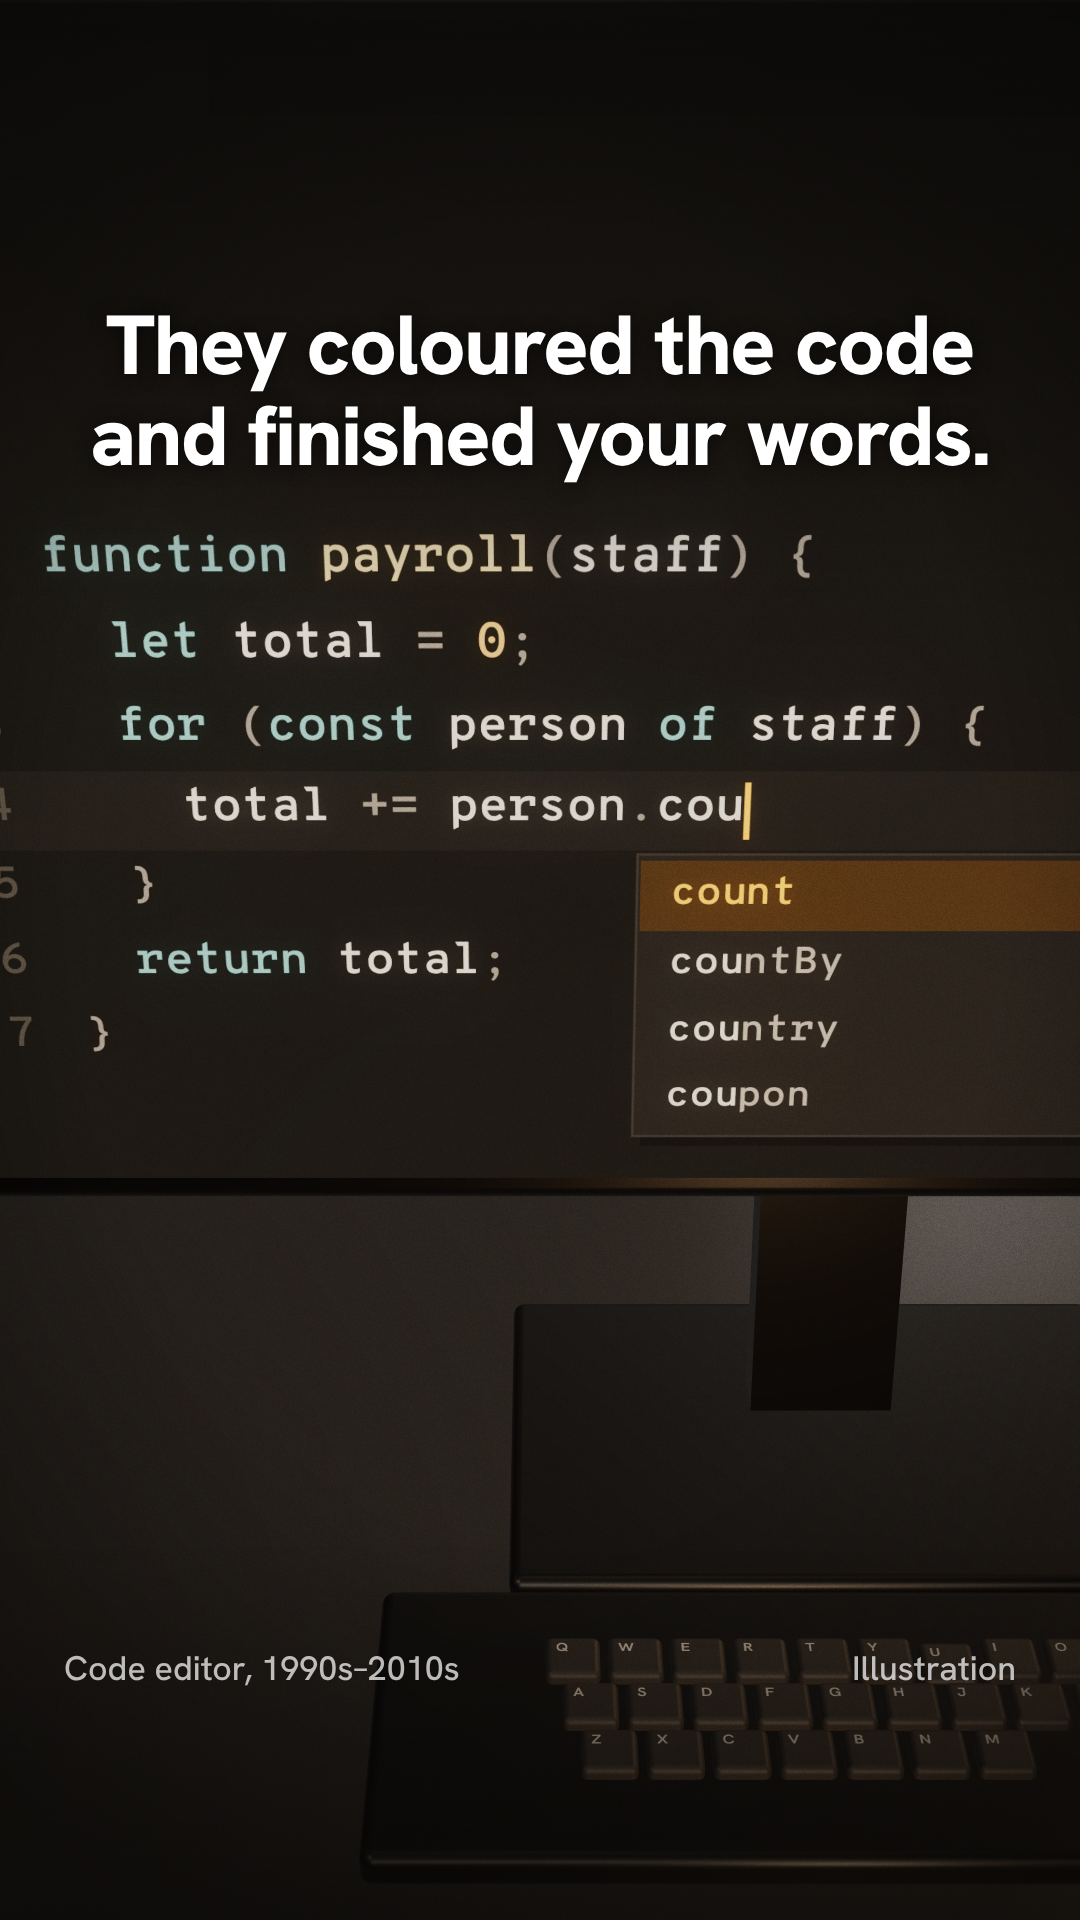 They coloured the code
and finished your words.
function payroll(staff) {
let total = 0;
for (const person of staff) {
4 total += person.cou
count
5 }
countBy
6 return total;
country
7 }
coupon
Q W E R T Y U I O
Code editor, 1990s–2010s
Illustration
A S D F G H J K
Z X C V B N M